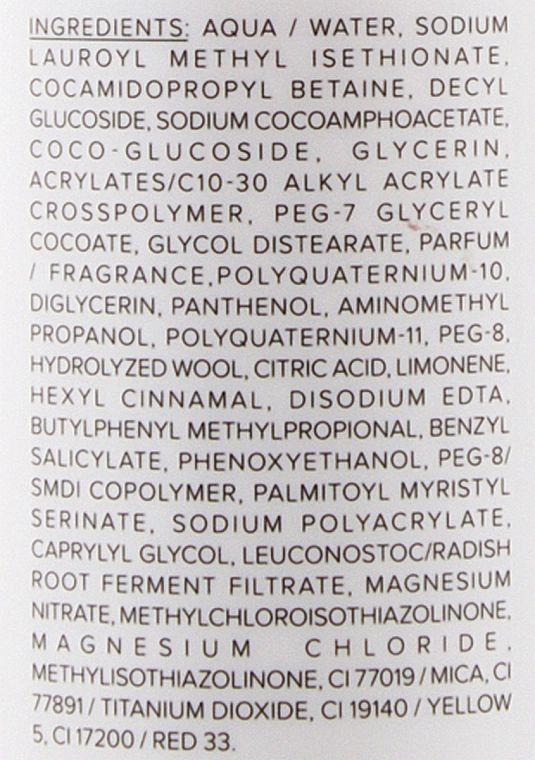 INGREDIENTS: AQUA / WATER, SODIUM
LAUROYL METHYL ISETHIONATE,
COCAMIDOPROPYL BETAINE, DECYL
GLUCOSIDE, SODIUM COCOAMPHOACETATE,
COCO-GLUCOSIDE, GLYCERIN,
ACRYLATES/C10-30 ALKYL ACRYLATE
CROSSPOLYMER, PEG-7 GLYCERYL
COCOATE, GLYCOL DISTEARATE, PARFUM
/ FRAGRANCE,POLYQUATERNIUM-10,
DIGLYCERIN, PANTHENOL, AMINOMETHYL
PROPANOL, POLYQUATERNIUM-11, PEG-8,
HYDROLYZED WOOL, CITRIC ACID, LIMONENE,
HEXYL CINNAMAL, DISODIUM EDTA,
BUTYLPHENYL METHYLPROPIONAL, BENZYL
SALICYLATE, PHENOXYETHANOL, PEG-8/
SMDI COPOLYMER, PALMITOYL MYRISTYL
SERINATE, SODIUM POLYACRYLATE,
CAPRYLYL GLYCOL, LEUCONOSTOC/RADISH
ROOT FERMENT FILTRATE, MAGNESIUM
NITRATE, METHYLCHLOROISOTHIAZOLINONE,
MAGNESIUM CHLORIDE,
METHYLISOTHIAZOLINONE, CI 77019 / MICA, CI
77891 / TITANIUM DIOXIDE, CI 19140 / YELLOW
5, CI 17200 / RED 33.